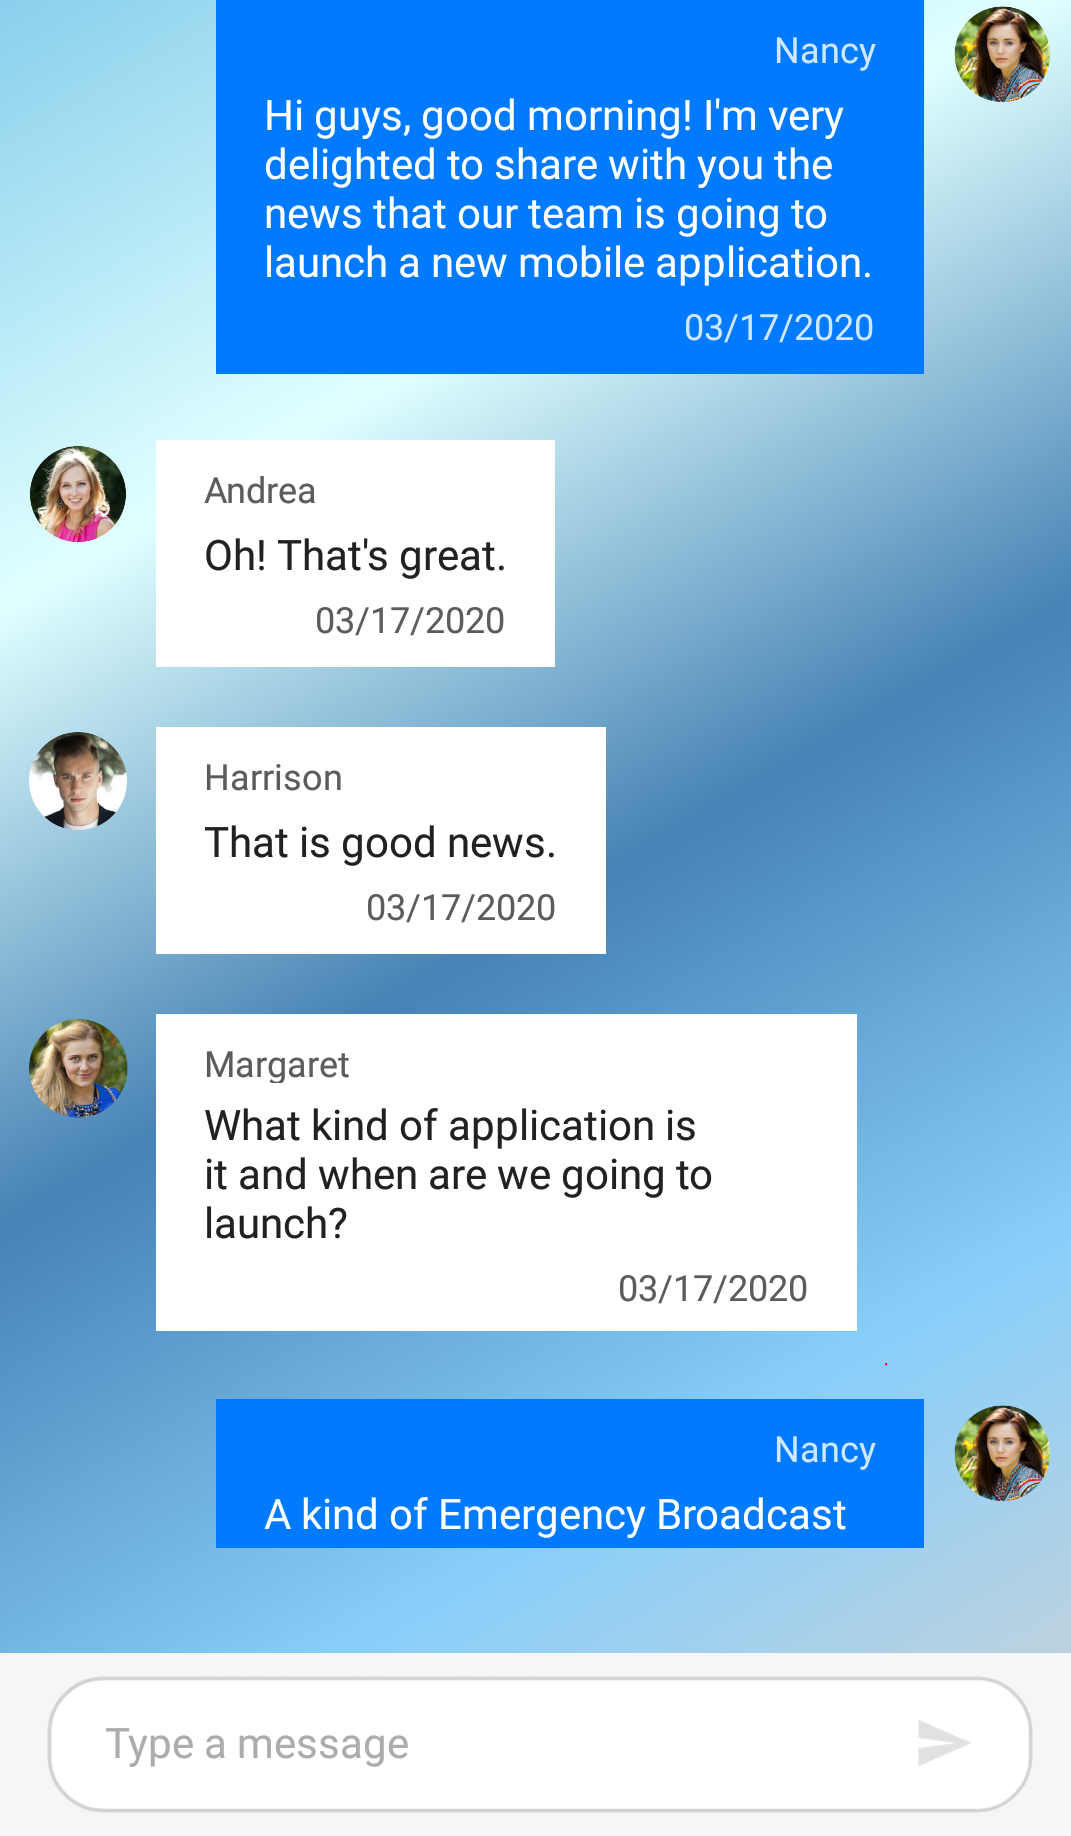 Nancy
Hi guys, good morning! I'm very
delighted to share with you the
news that our team is going to
launch a new mobile application.
03/17/2020
Andrea
Oh! That's great.
03/17/2020
Harrison
That is good news.
03/17/2020
Margaret
What kind of application is
it and when are we going to
launch?
03/17/2020
Nancy
A kind of Emergency Broadcast
Type a message